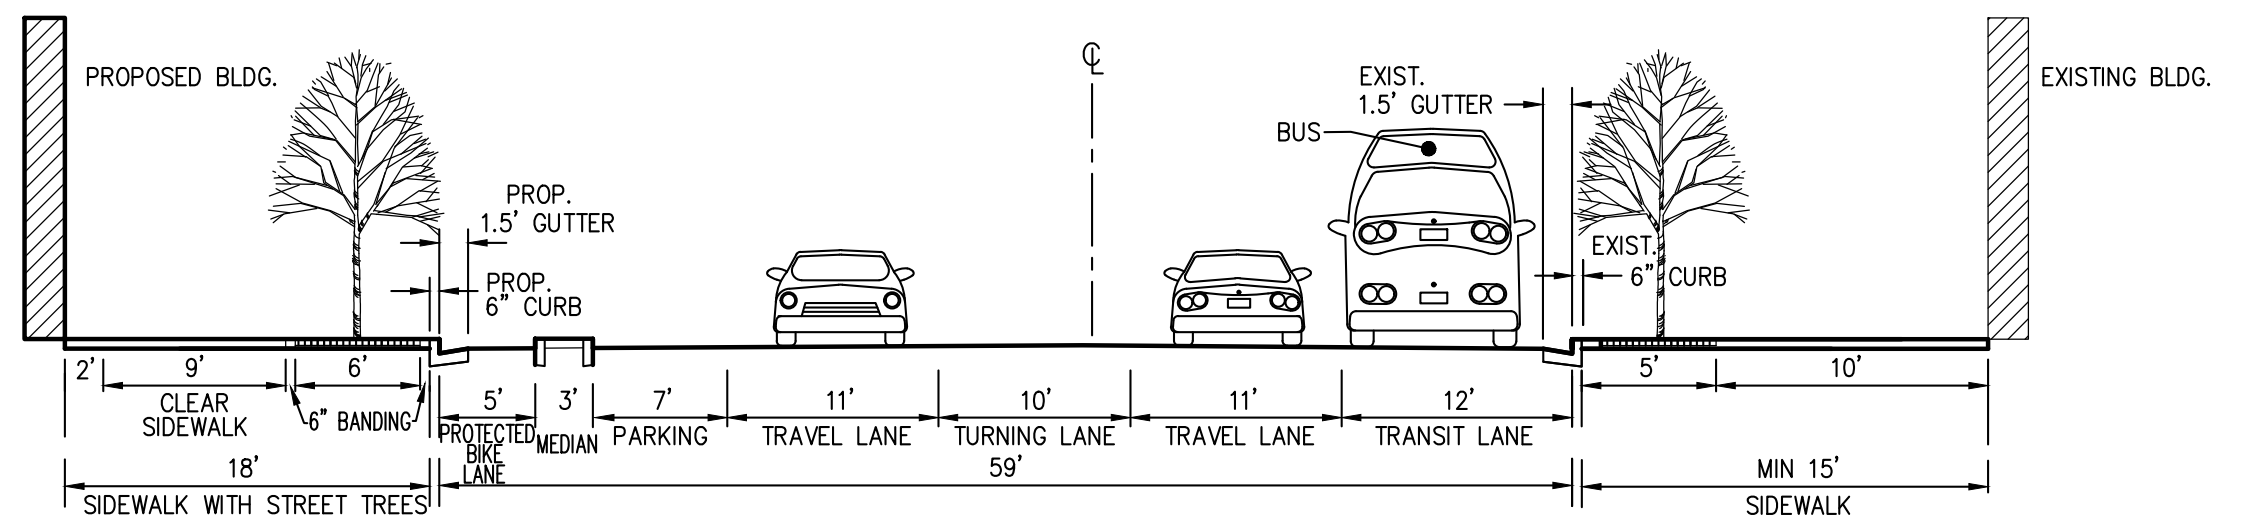 PROPOSED BLDG.
℄
EXIST.
1.5' GUTTER
BUS
EXISTING BLDG.
PROP.
1.5' GUTTER
PROP.
6" CURB
EXIST.
6" CURB
2'
9'
6'
5'
10'
CLEAR
SIDEWALK
6" BANDING
5'
3'
7'
11'
10'
11'
12'
PROTECTED
BIKE
LANE
MEDIAN
PARKING
TRAVEL LANE
TURNING LANE
TRAVEL LANE
TRANSIT LANE
18'
59'
MIN 15'
SIDEWALK WITH STREET TREES
SIDEWALK